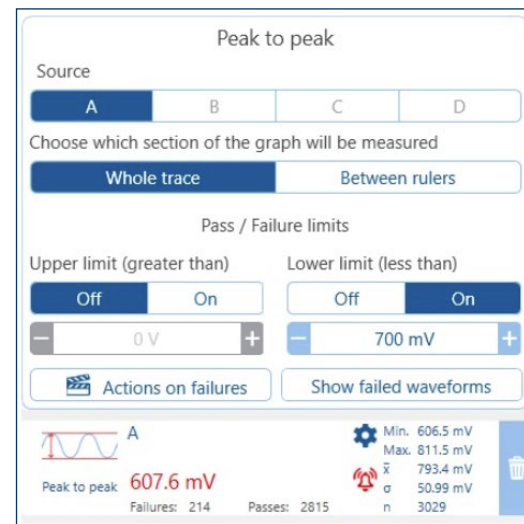 Peak to peak
Source
A B C D
Choose which section of the graph will be measured
Whole trace Between rulers
Pass / Failure limits
Upper limit (greater than) Lower limit (less than)
Off On Off On
− 0 V + − 700 mV +
Actions on failures Show failed waveforms
A Min. 606.5 mV
Max. 811.5 mV
Peak to peak 607.6 mV x̄ 793.4 mV
σ 50.99 mV
Failures: 214 Passes: 2815 n 3029